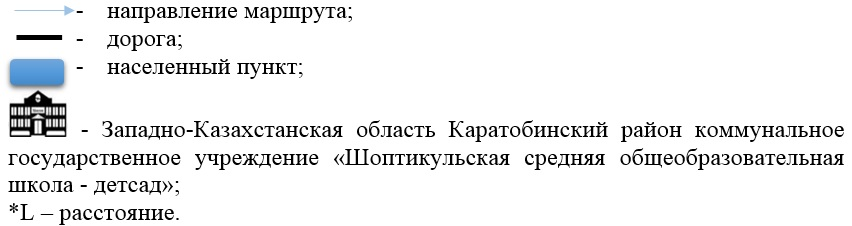 - направление маршрута;
- дорога;
- населенный пункт;
- Западно-Казахстанская область Каратобинский район коммунальное
государственное учреждение «Шоптикульская средняя общеобразовательная
школа - детсад»;
*L – расстояние.